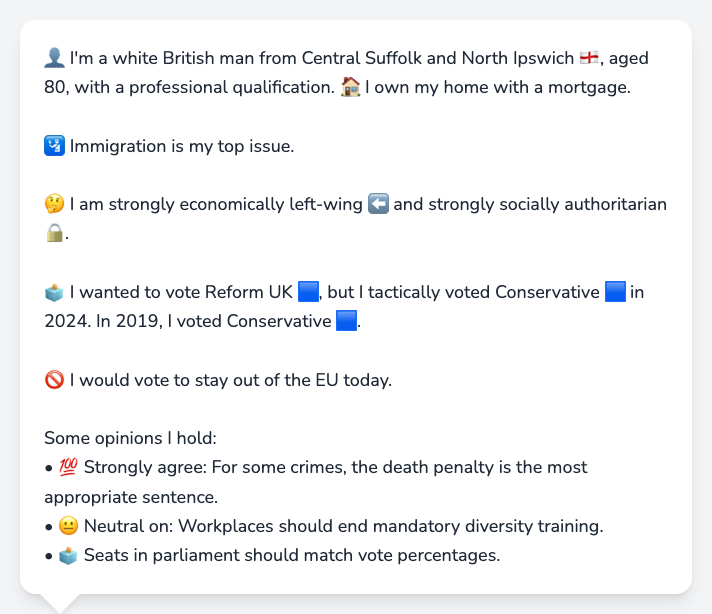 👤 I'm a white British man from Central Suffolk and North Ipswich 🏴󠁧󠁢󠁥󠁮󠁧󠁿, aged
80, with a professional qualification. 🏠 I own my home with a mortgage.
🛂 Immigration is my top issue.
🤔 I am strongly economically left-wing ⬅️ and strongly socially authoritarian
🔒.
🗳️ I wanted to vote Reform UK 🟦, but I tactically voted Conservative 🟦 in
2024. In 2019, I voted Conservative 🟦.
🚫 I would vote to stay out of the EU today.
Some opinions I hold:
• 💯 Strongly agree: For some crimes, the death penalty is the most
appropriate sentence.
• 😐 Neutral on: Workplaces should end mandatory diversity training.
• 🗳️ Seats in parliament should match vote percentages.